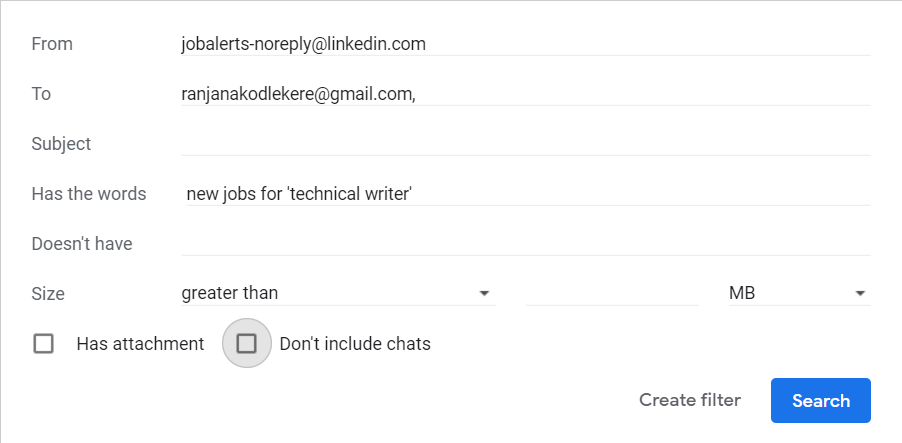 From jobalerts-noreply@linkedin.com
To ranjanakodlekere@gmail.com,
Subject
Has the words new jobs for 'technical writer'
Doesn't have
Size greater than MB
Has attachment Don't include chats
Create filter Search